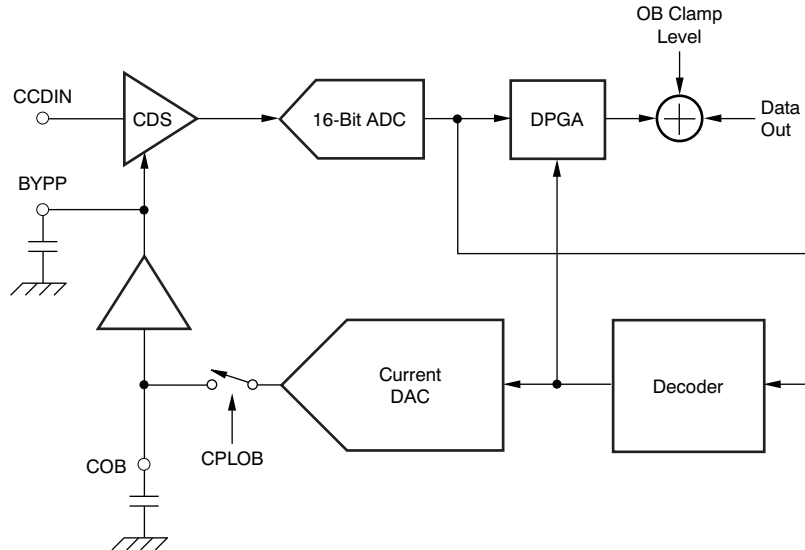 OB Clamp
Level
CCDIN
CDS
16-Bit ADC
DPGA
Data
Out
BYPP
Current
DAC
Decoder
CPLOB
COB